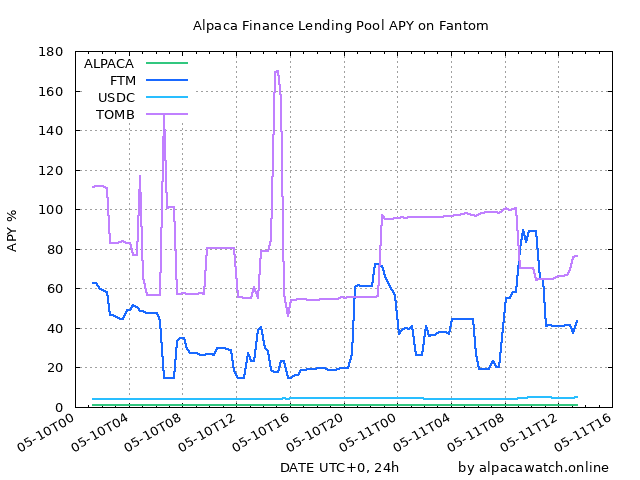 Alpaca Finance Lending Pool APY on Fantom
180
160
140
120
100
80
60
40
20
0
APY %
ALPACA
FTM
USDC
TOMB
05-10T00
05-10T04
05-10T08
05-10T12
05-10T16
05-10T20
05-11T00
05-11T04
05-11T08
05-11T12
05-11T16
DATE UTC+0, 24h
by alpacawatch.online